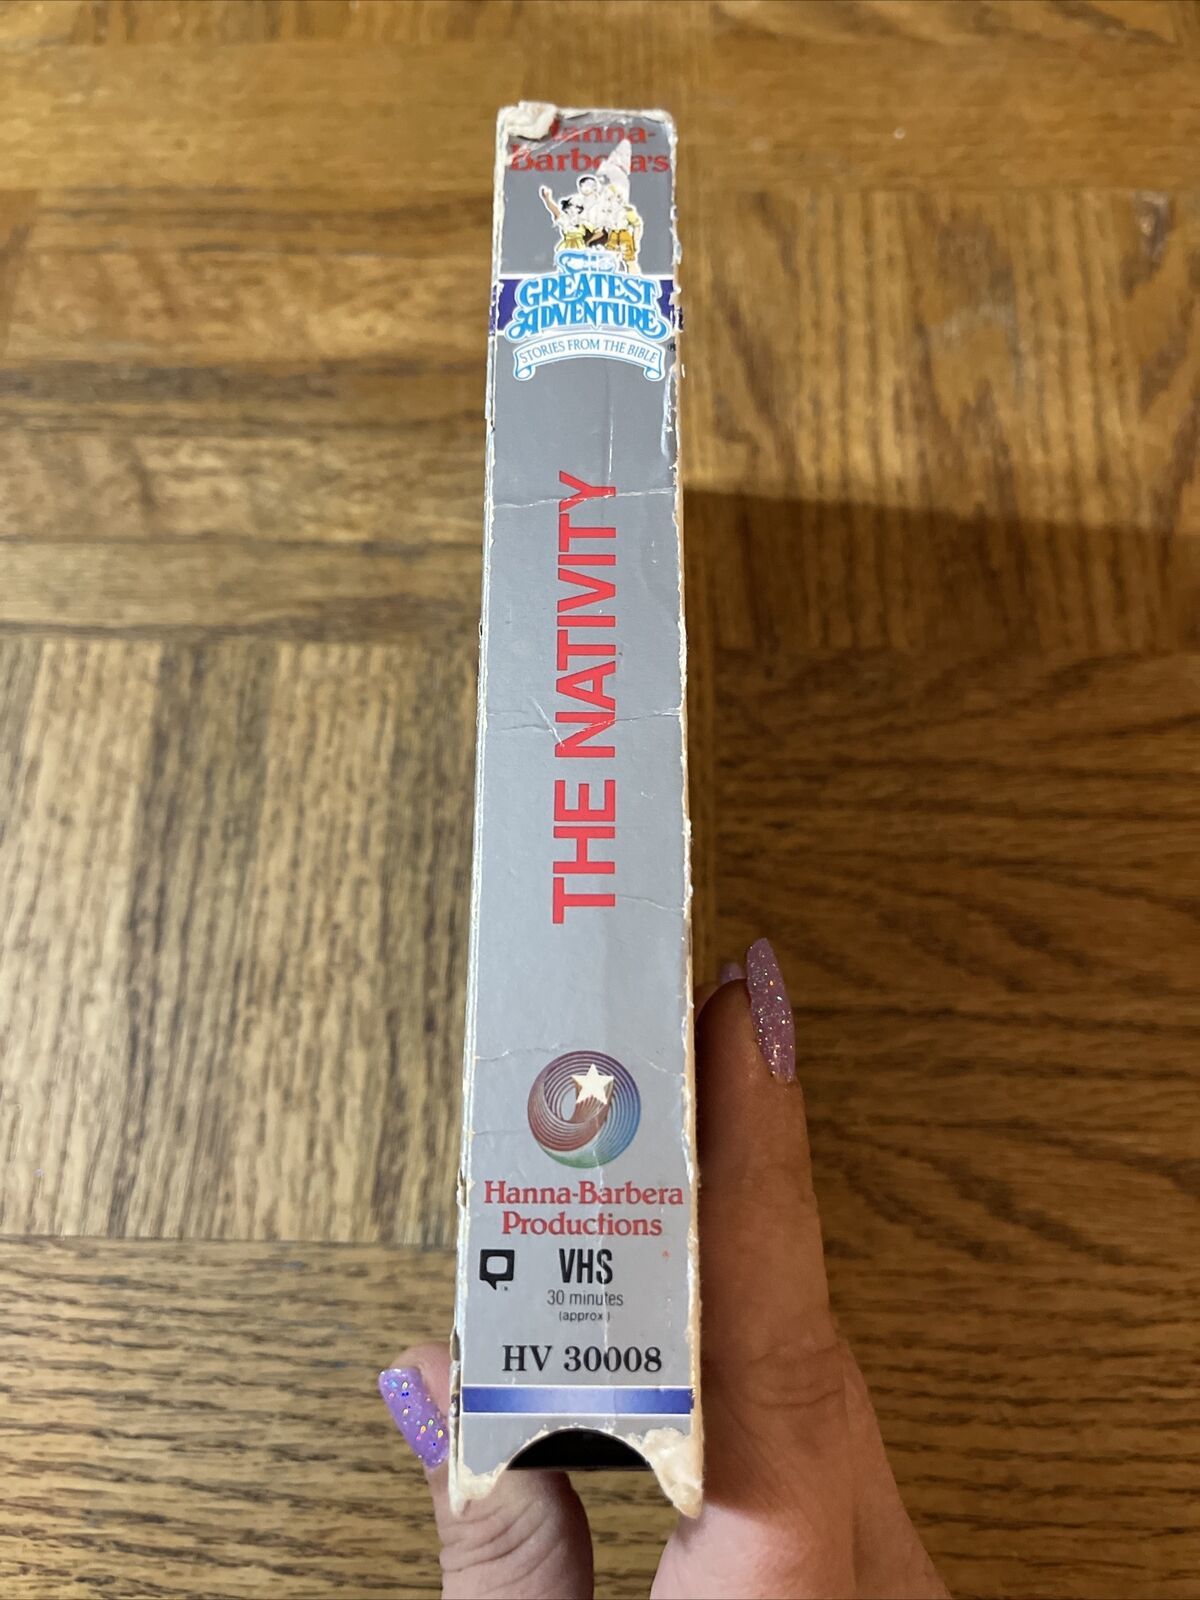 Hanna-
Barbera's
The
GREATEST
ADVENTURE
STORIES FROM THE BIBLE
THE NATIVITY
Hanna-Barbera
Productions
VHS
30 minutes
(approx)
HV 30008